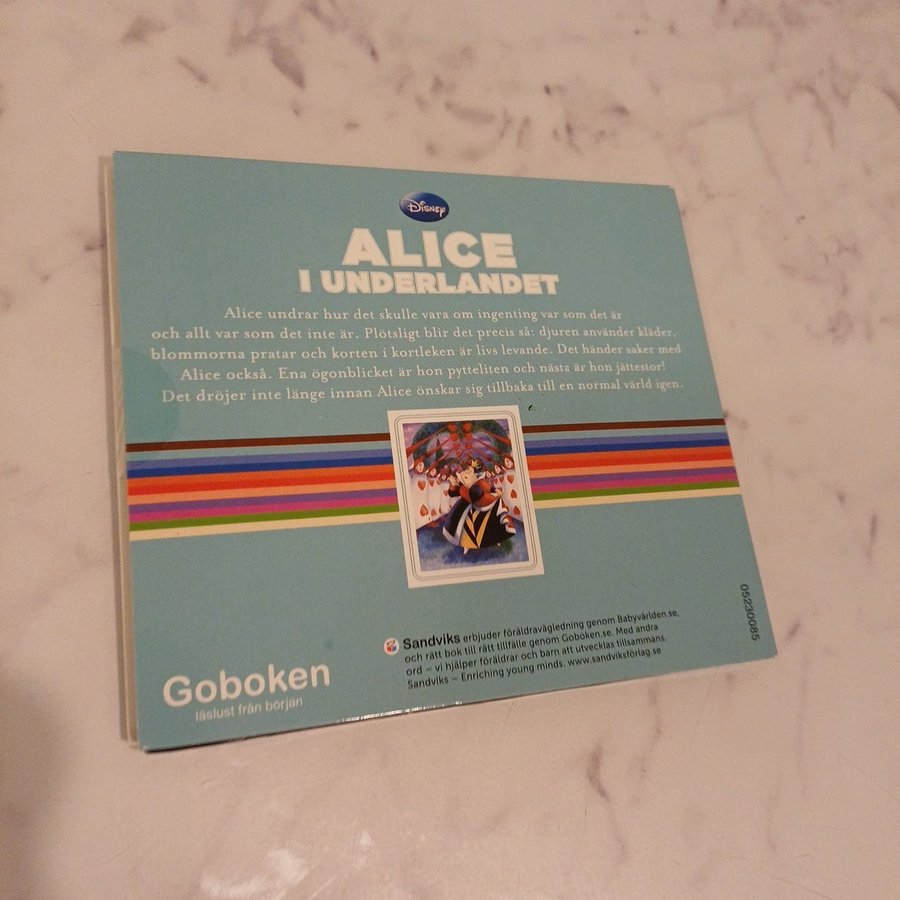 Disney
ALICE
I UNDERLANDET
Alice undrar hur det skulle vara om ingenting var som det är
och allt var som det inte är. Plötsligt blir det precis så: djuren använder kläder,
blommorna pratar och korten i kortleken är livs levande. Det händer saker med
Alice också. Ena ögonblicket är hon pytteliten och nästa är hon jättestor!
Det dröjer inte länge innan Alice önskar sig tillbaka till en normal värld igen.
Sandviks erbjuder föräldravägledning genom Babyvärlden.se,
och rätt bok till rätt tillfälle genom Goboken.se. Med andra
ord – vi hjälper föräldrar och barn att utvecklas tillsammans.
Sandviks – Enriching young minds. www.sandviksförlag.se
Goboken
läslust från början
05230085